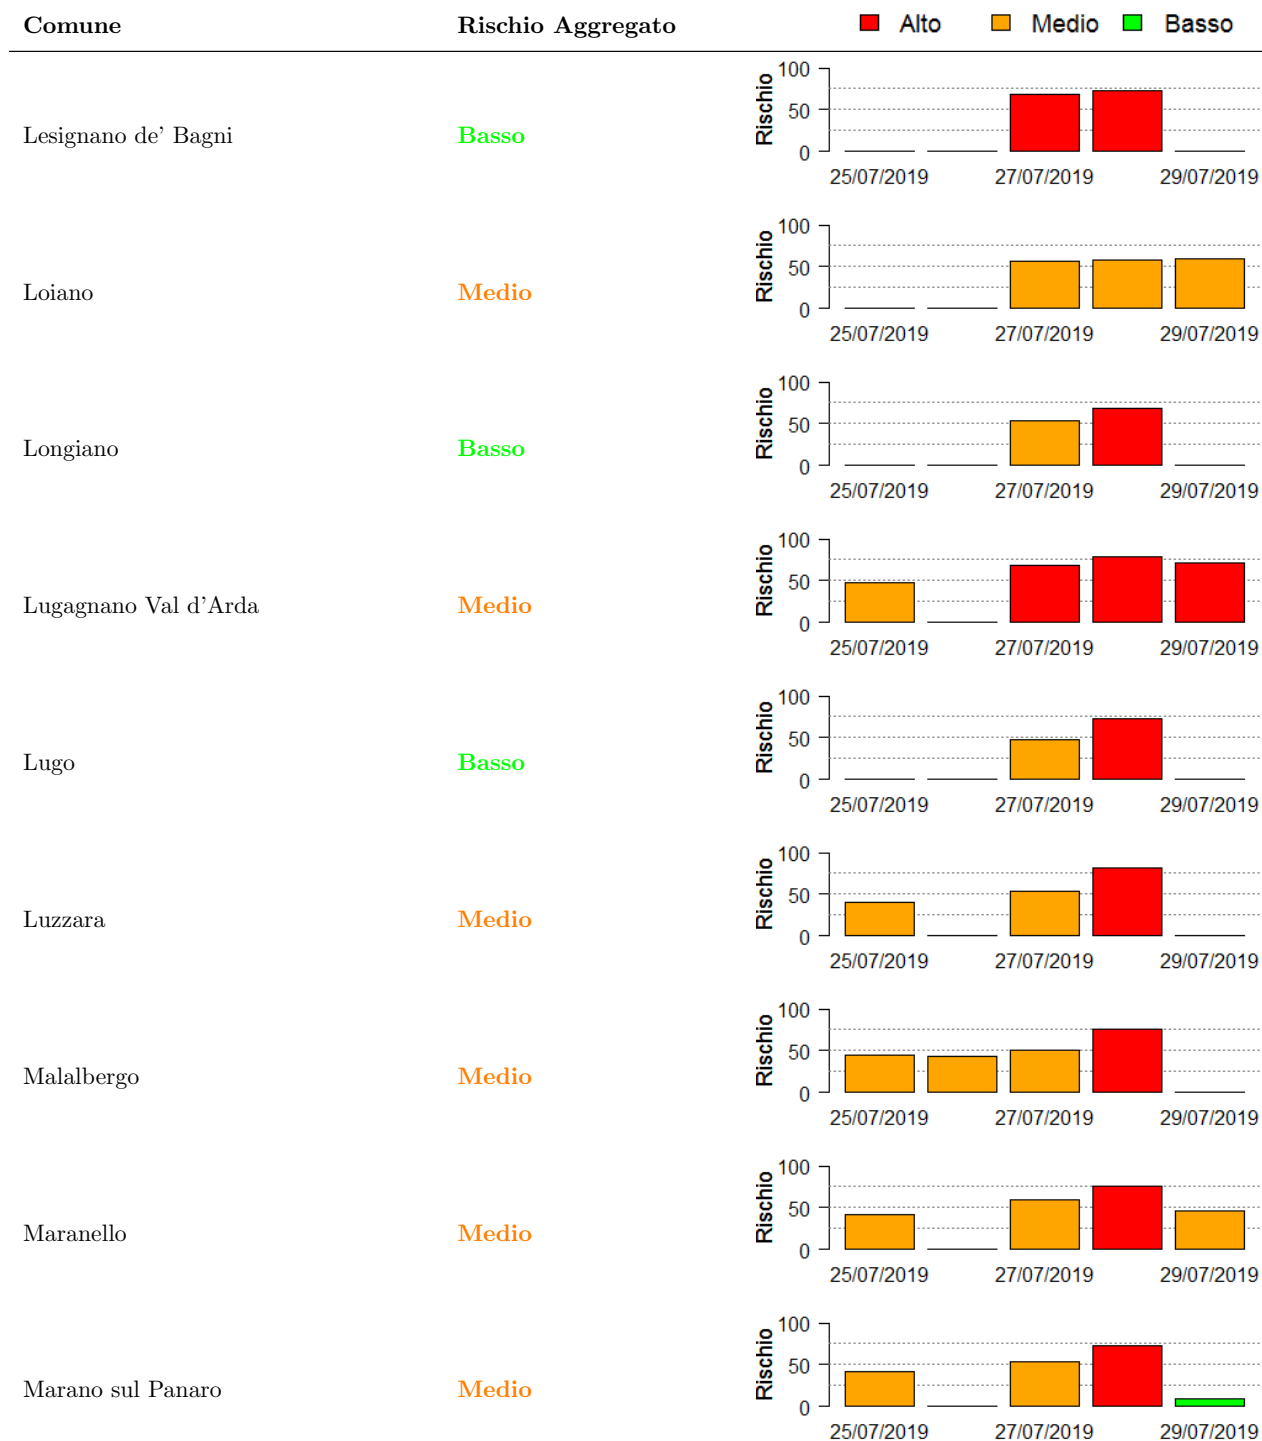 Comune Rischio Aggregato Alto Medio Basso
Lesignano de' Bagni Basso
Rischio
100
50
0
25/07/2019 27/07/2019 29/07/2019
Loiano Medio
Rischio
100
50
0
25/07/2019 27/07/2019 29/07/2019
Longiano Basso
Rischio
100
50
0
25/07/2019 27/07/2019 29/07/2019
Lugagnano Val d'Arda Medio
Rischio
100
50
0
25/07/2019 27/07/2019 29/07/2019
Lugo Basso
Rischio
100
50
0
25/07/2019 27/07/2019 29/07/2019
Luzzara Medio
Rischio
100
50
0
25/07/2019 27/07/2019 29/07/2019
Malalbergo Medio
Rischio
100
50
0
25/07/2019 27/07/2019 29/07/2019
Maranello Medio
Rischio
100
50
0
25/07/2019 27/07/2019 29/07/2019
Marano sul Panaro Medio
Rischio
100
50
0
25/07/2019 27/07/2019 29/07/2019